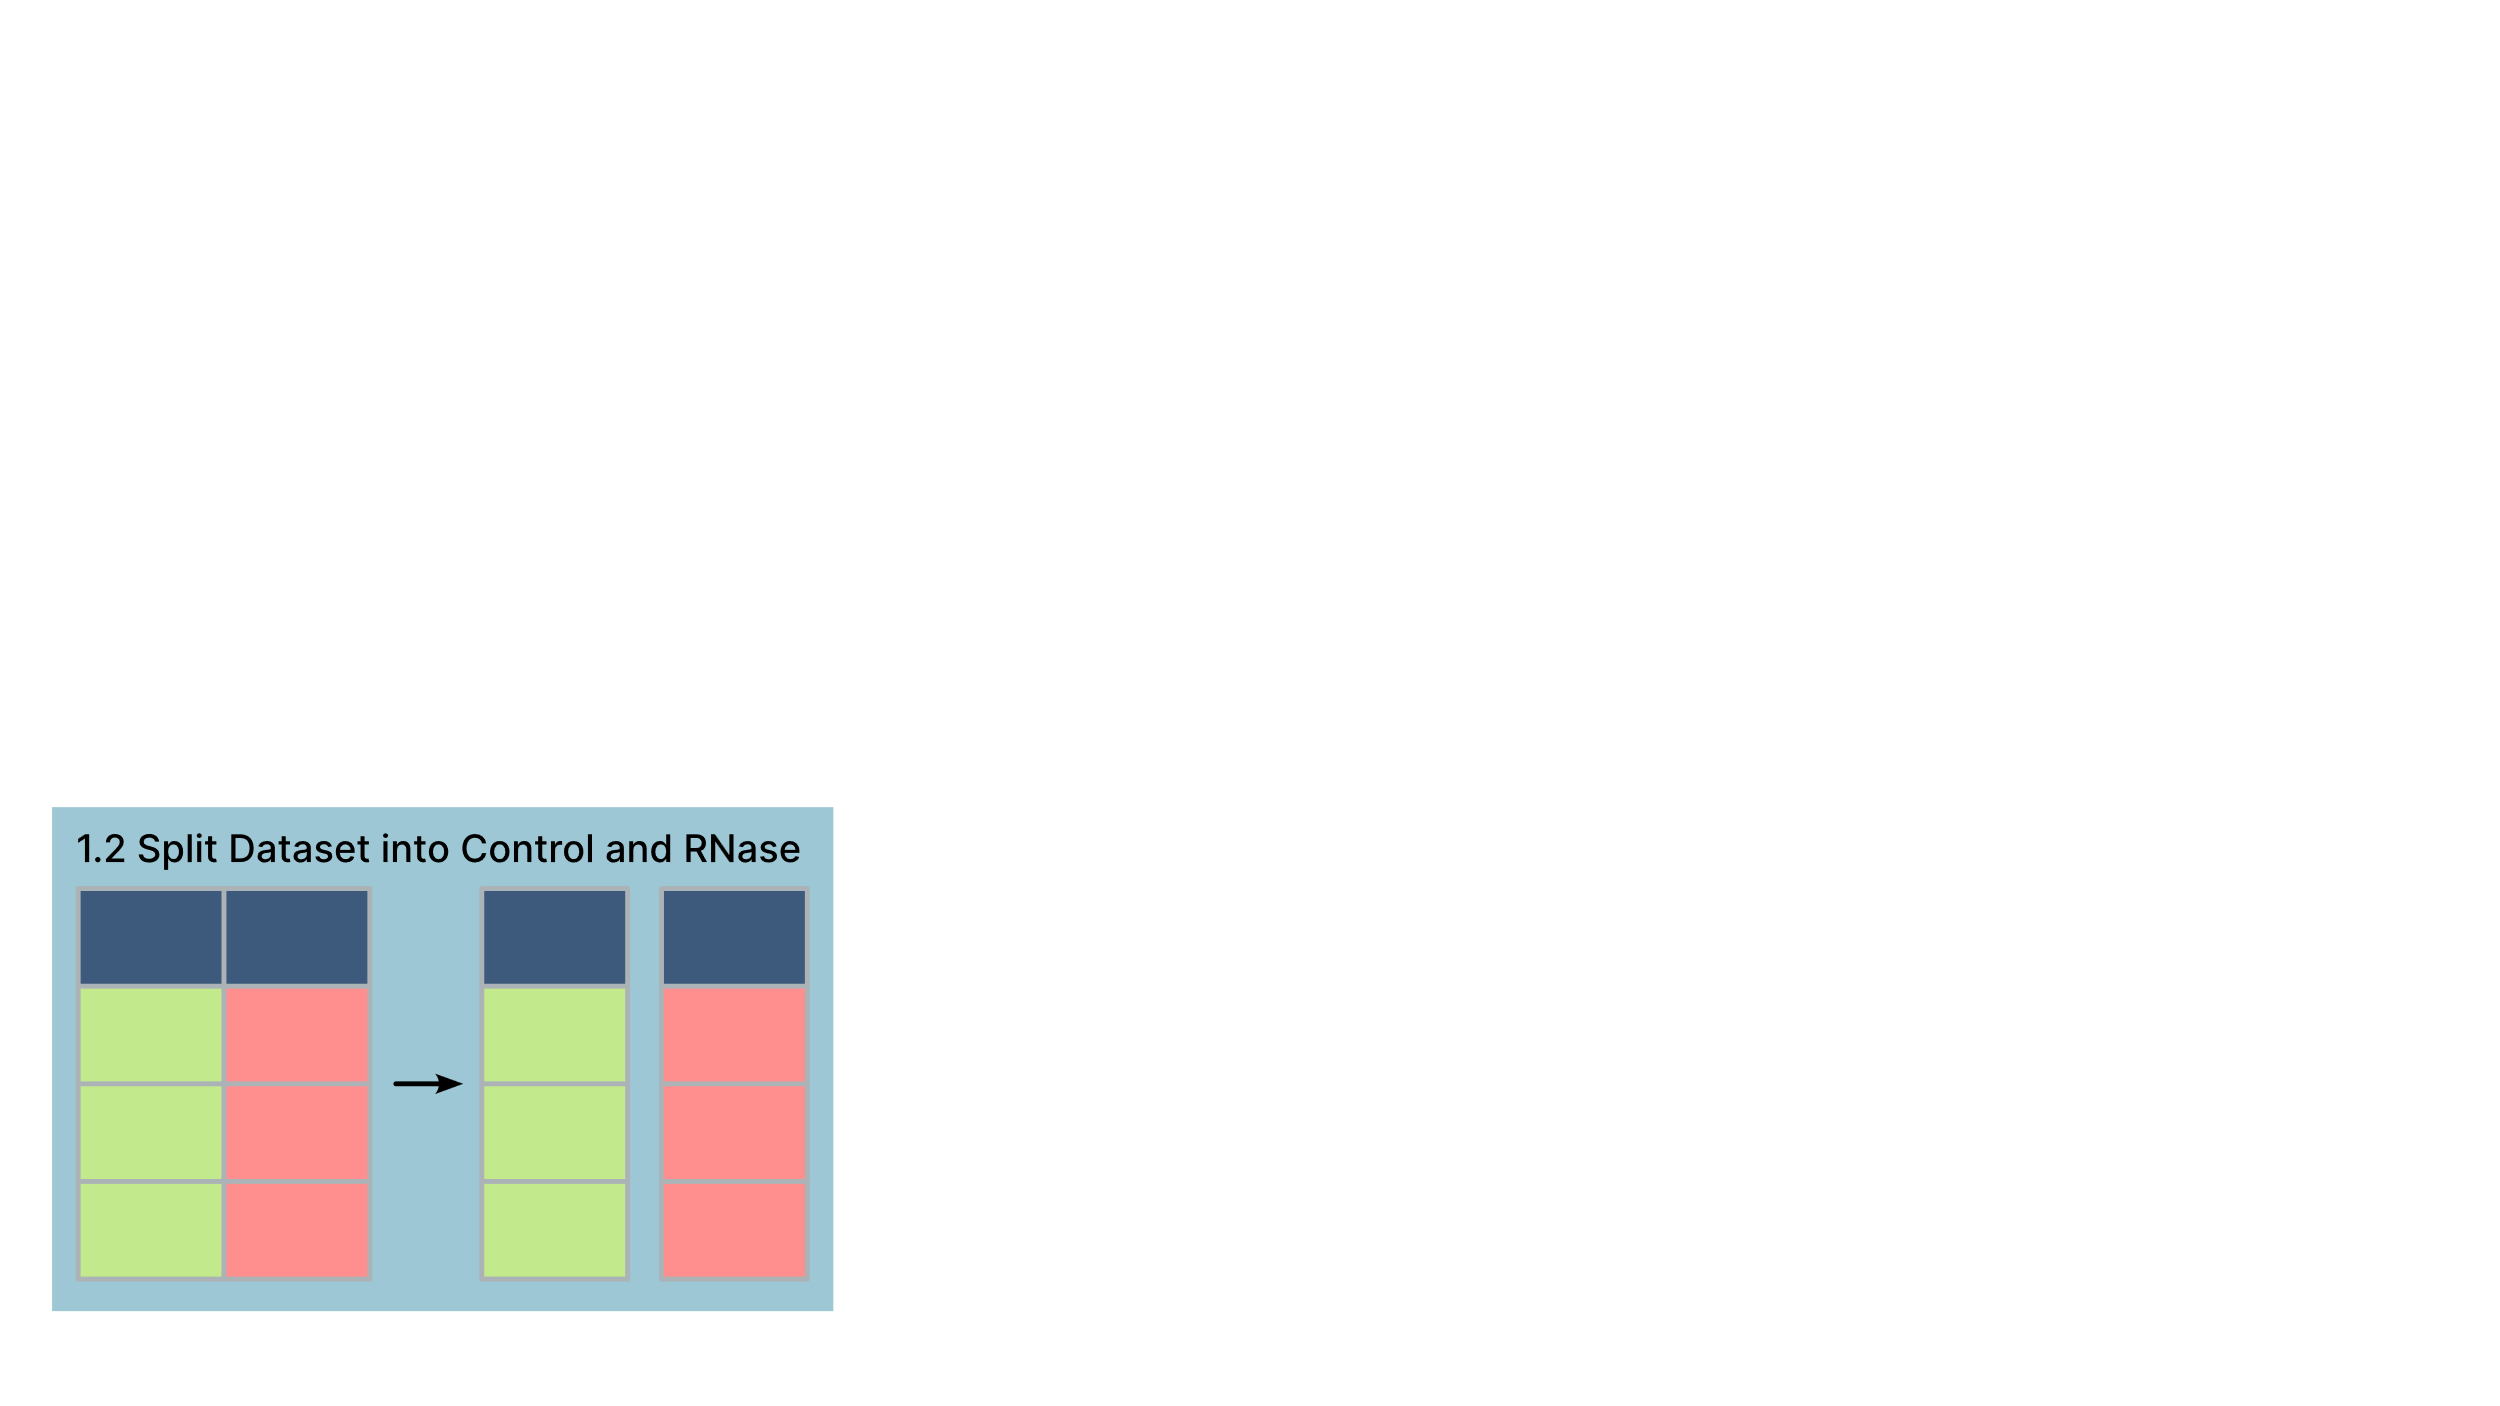 1.2 Split Dataset into Control and RNase